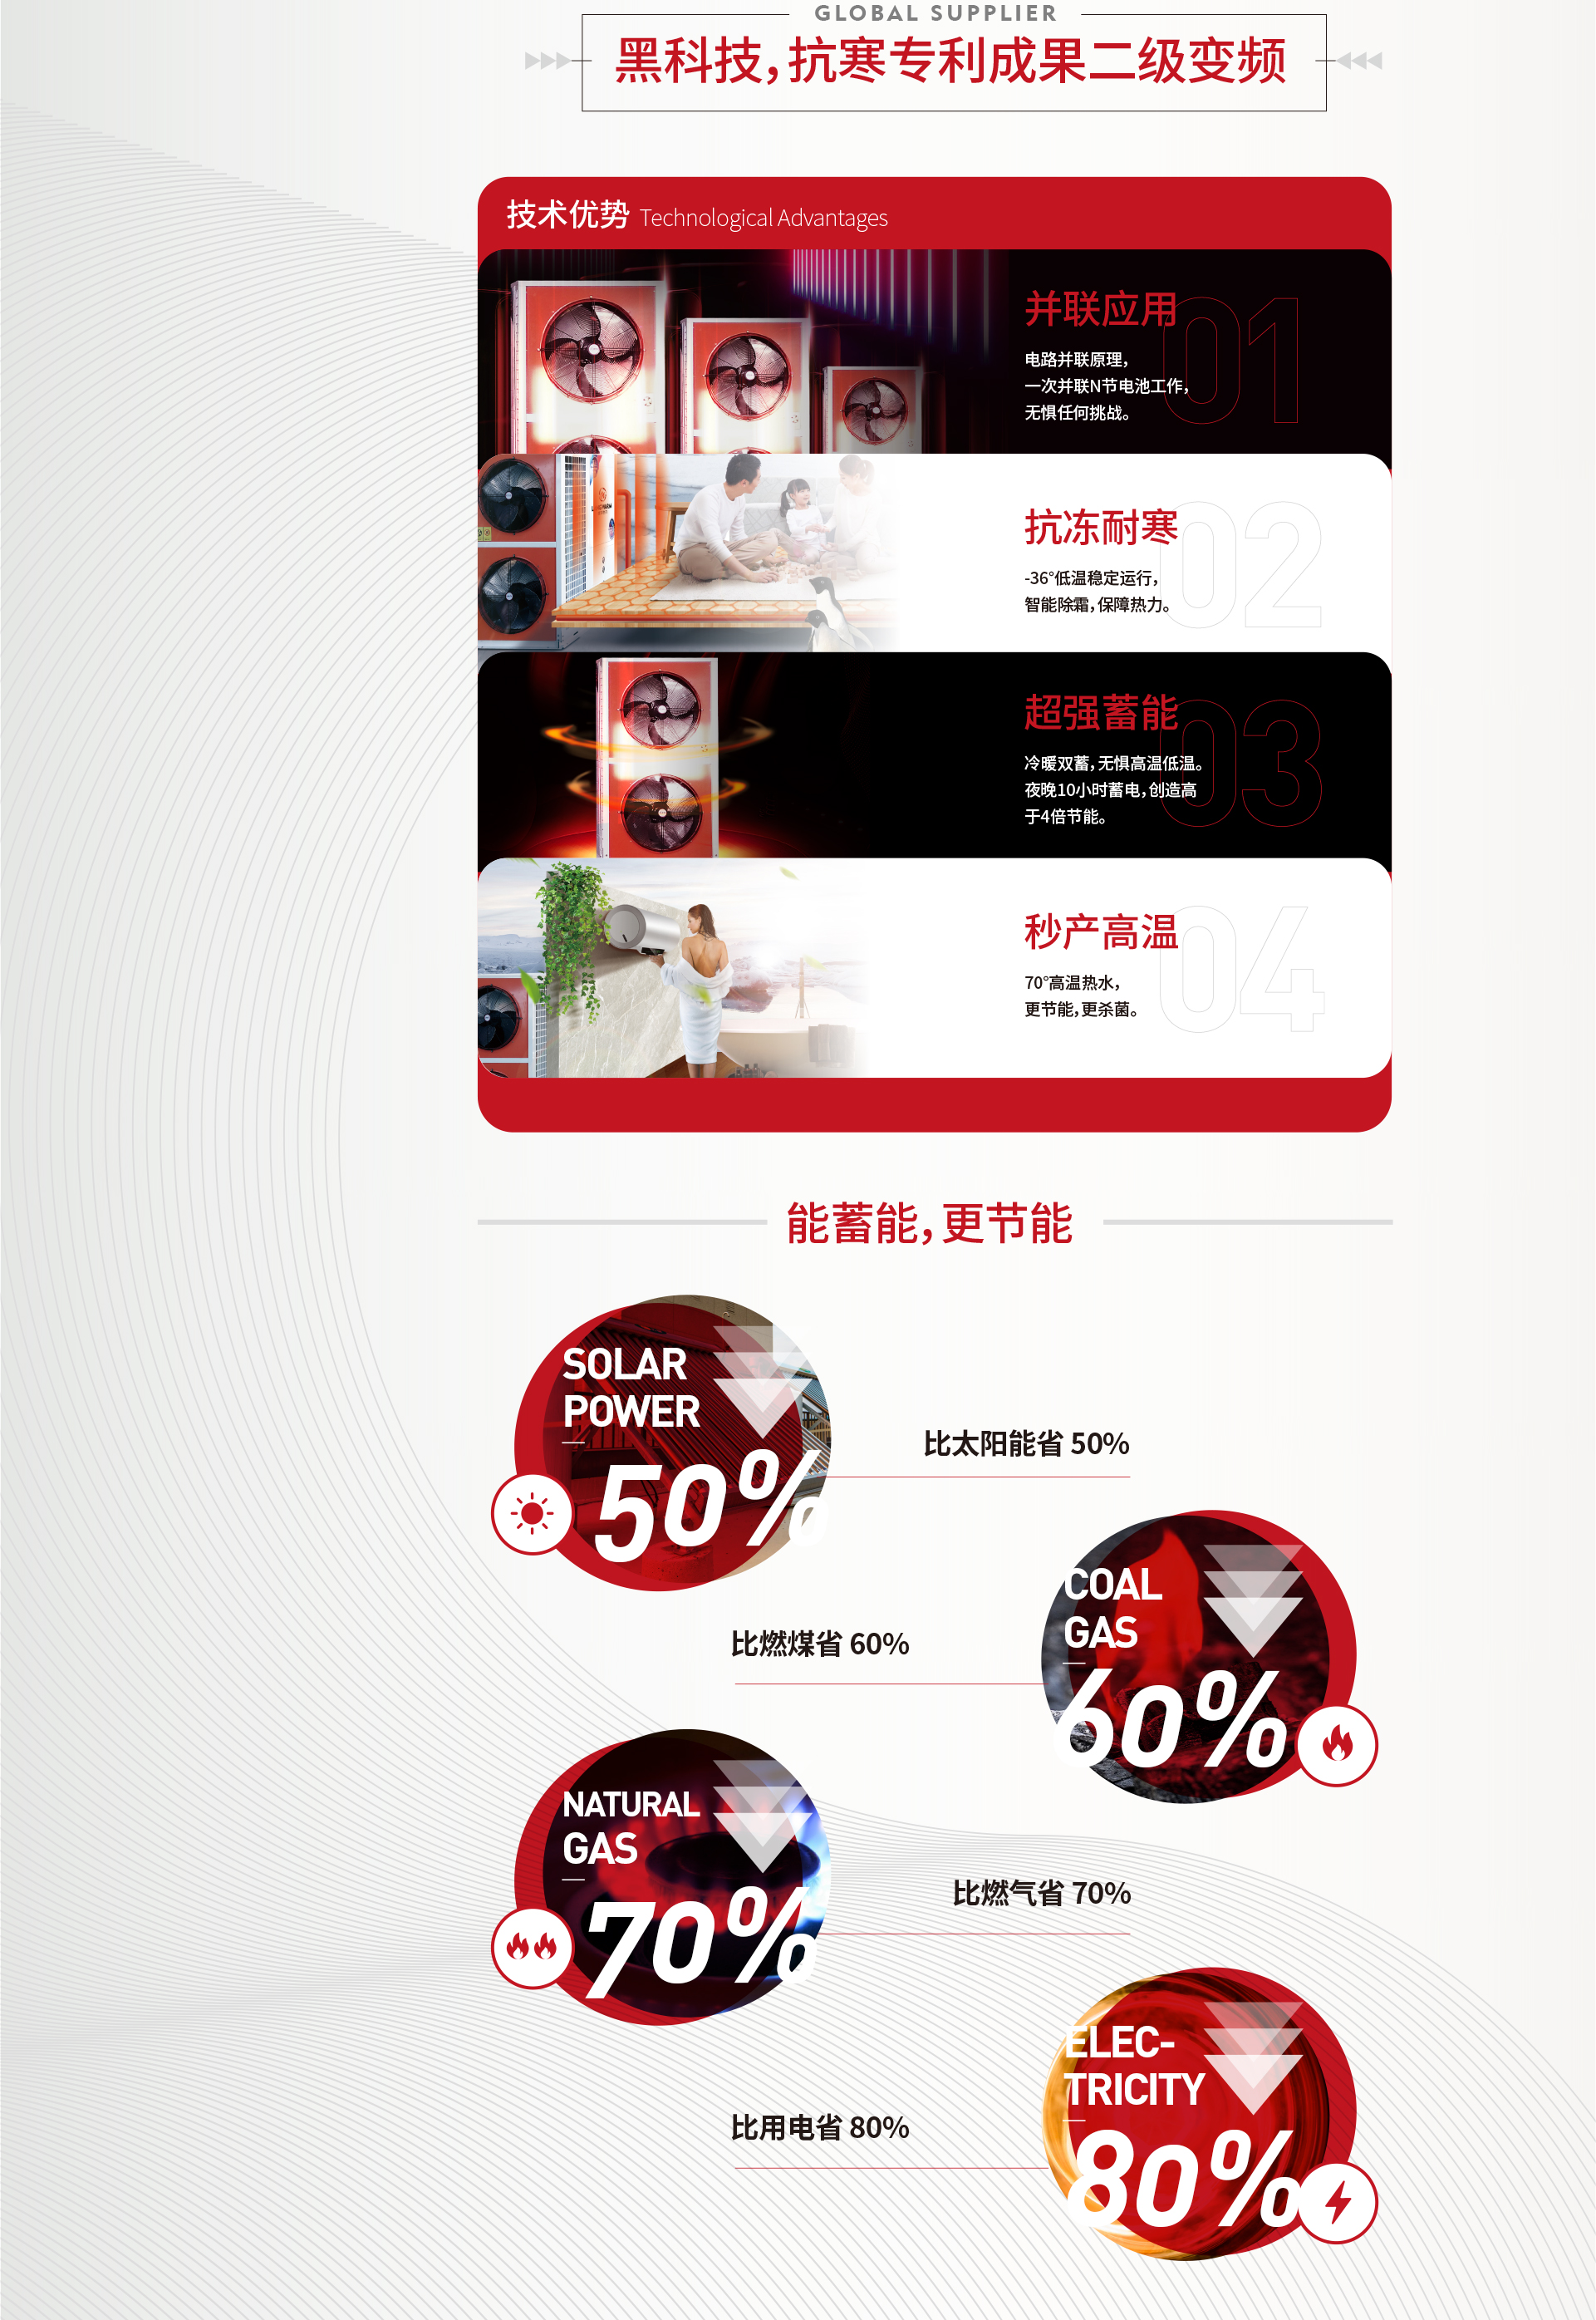 GLOBAL SUPPLIER
黑科技，抗寒专利成果二级变频
技术优势 Technological Advantages
并联应用
01
电路并联原理，
一次并联N节电池工作，
无惧任何挑战。
抗冻耐寒
02
-36°低温稳定运行，
智能除霜，保障热力。
超强蓄能
03
冷暖双蓄，无惧高温低温。
夜晚10小时蓄电，创造高
于4倍节能。
秒产高温
04
70°高温热水，
更节能，更杀菌。
能蓄能，更节能
SOLAR
POWER
50%
比太阳能省 50%
COAL
GAS
60%
比燃煤省 60%
NATURAL
GAS
70%
比燃气省 70%
ELEC-
TRICITY
80%
比用电省 80%